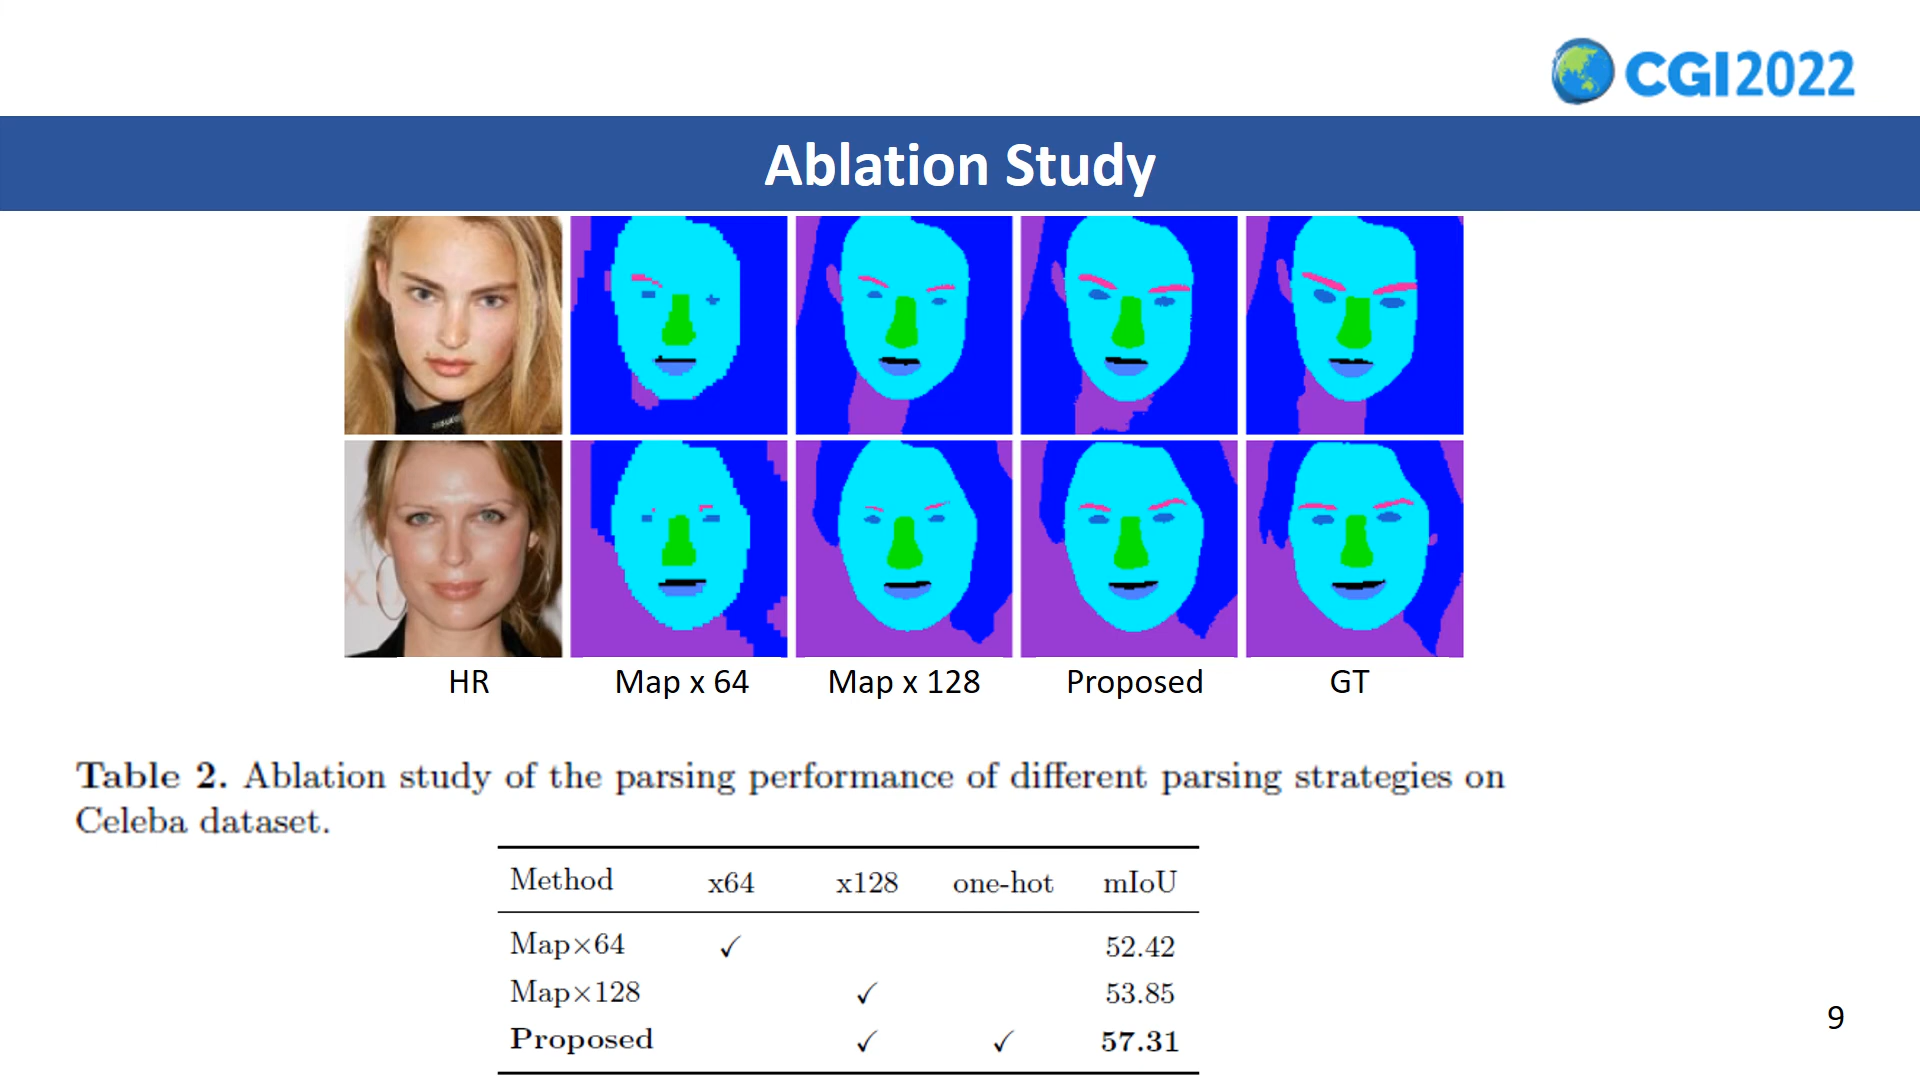 CGI2022
Ablation Study
HR Map x 64 Map x 128 Proposed GT
Table 2. Ablation study of the parsing performance of different parsing strategies on
Celeba dataset.
Method x64 x128 one-hot mIoU
Map×64 ✓ 52.42
Map×128 ✓ 53.85
Proposed ✓ ✓ 57.31
9